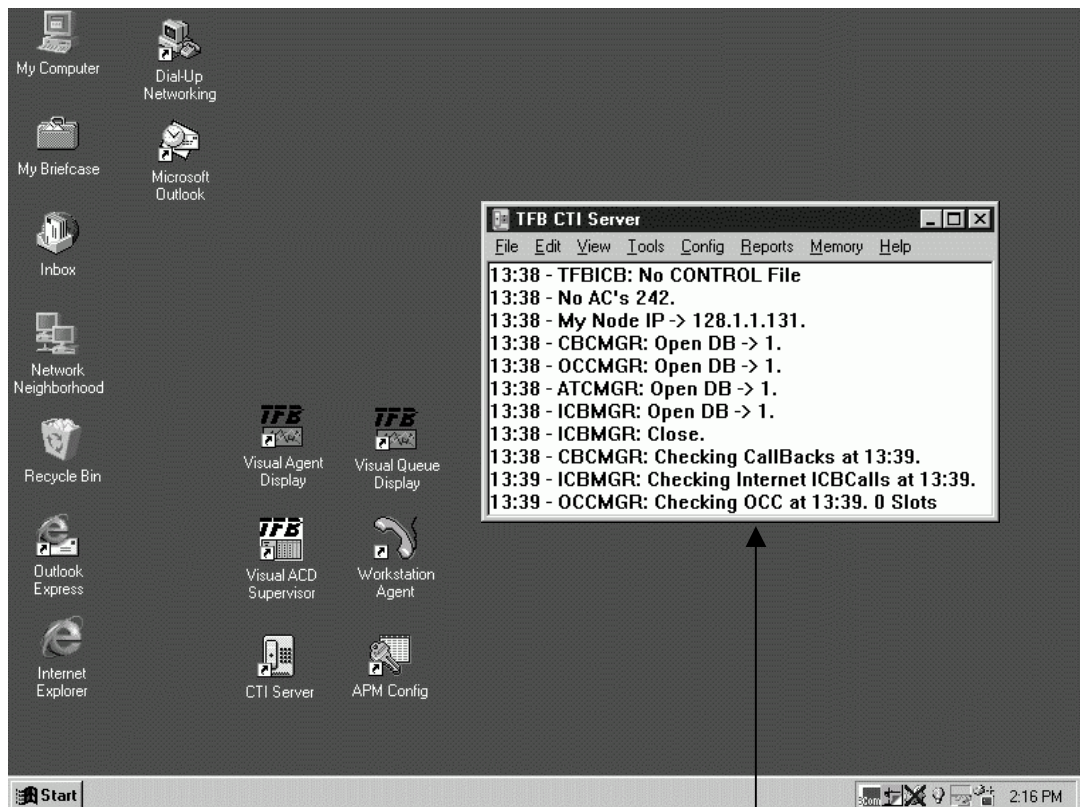 My Computer
Dial-Up
Networking
My Briefcase
Microsoft
Outlook
Inbox
Network
Neighborhood
Recycle Bin
Outlook
Express
Internet
Explorer
TFB
Visual Agent
Display
TFB
Visual Queue
Display
TFB
Visual ACD
Supervisor
Workstation
Agent
CTI Server
APM Config
TFB CTI Server
File Edit View Tools Config Reports Memory Help
13:38 - TFBICB: No CONTROL File
13:38 - No AC's 242.
13:38 - My Node IP -> 128.1.1.131.
13:38 - CBCMGR: Open DB -> 1.
13:38 - OCCMGR: Open DB -> 1.
13:38 - ATCMGR: Open DB -> 1.
13:38 - ICBMGR: Open DB -> 1.
13:38 - ICBMGR: Close.
13:38 - CBCMGR: Checking CallBacks at 13:39.
13:39 - ICBMGR: Checking Internet ICBCalls at 13:39.
13:39 - OCCMGR: Checking OCC at 13:39. 0 Slots
Start
3Com
2:16 PM